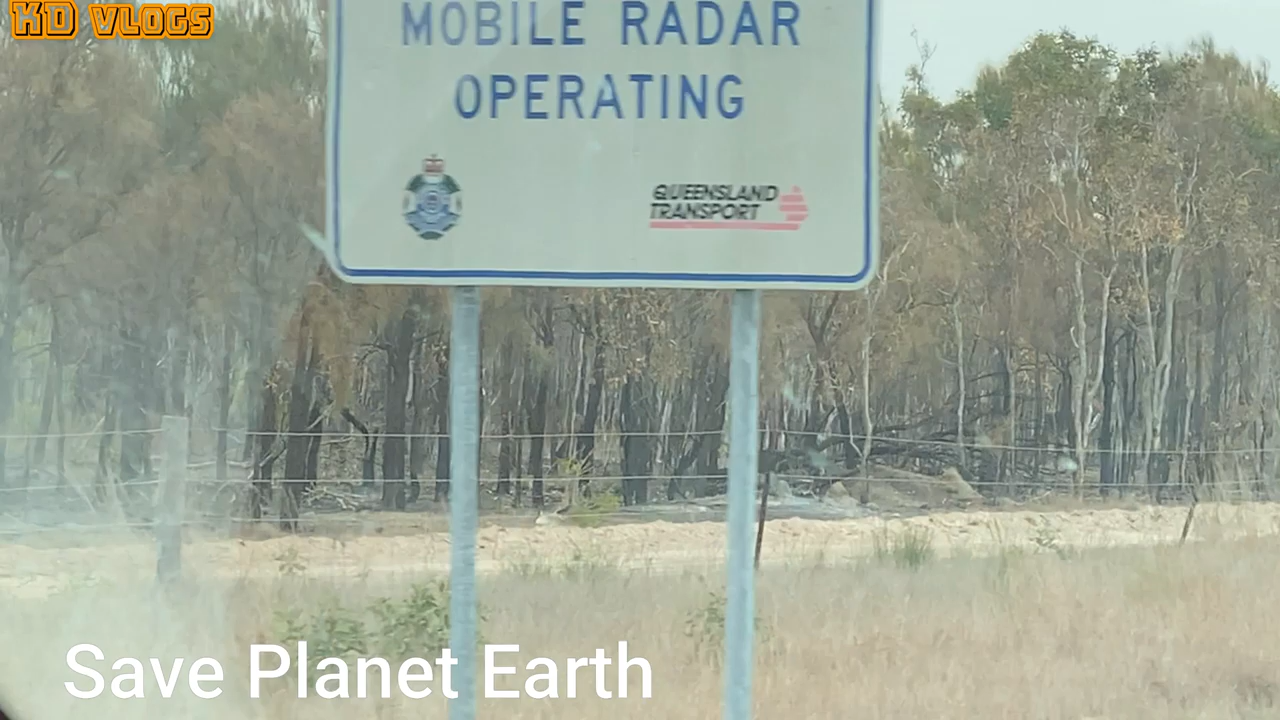 KD VLOGS
MOBILE RADAR
OPERATING
QUEENSLAND
TRANSPORT
Save Planet Earth